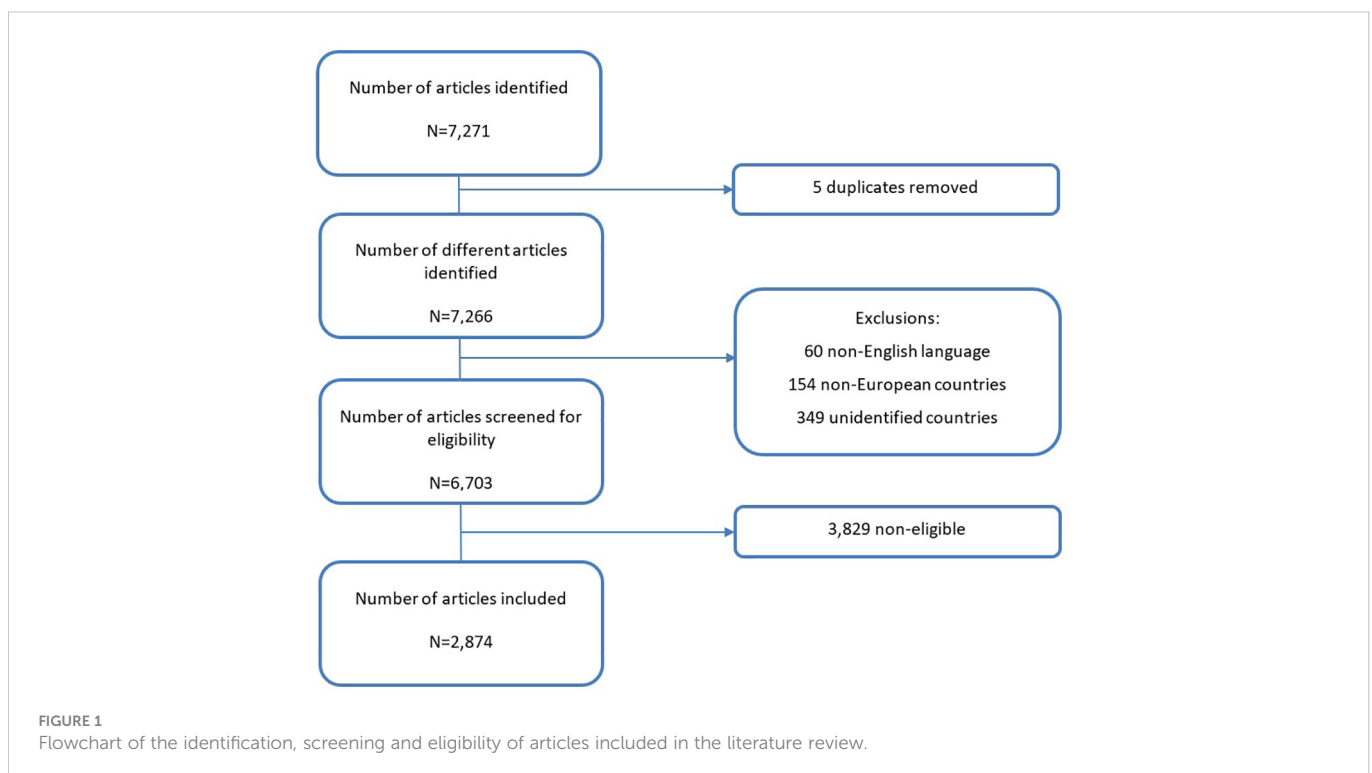 Number of articles identified
N=7,271
5 duplicates removed
Number of different articles
identified
N=7,266
Exclusions:
60 non-English language
154 non-European countries
349 unidentified countries
Number of articles screened for
eligibility
N=6,703
3,829 non-eligible
Number of articles included
N=2,874
FIGURE 1
Flowchart of the identification, screening and eligibility of articles included in the literature review.